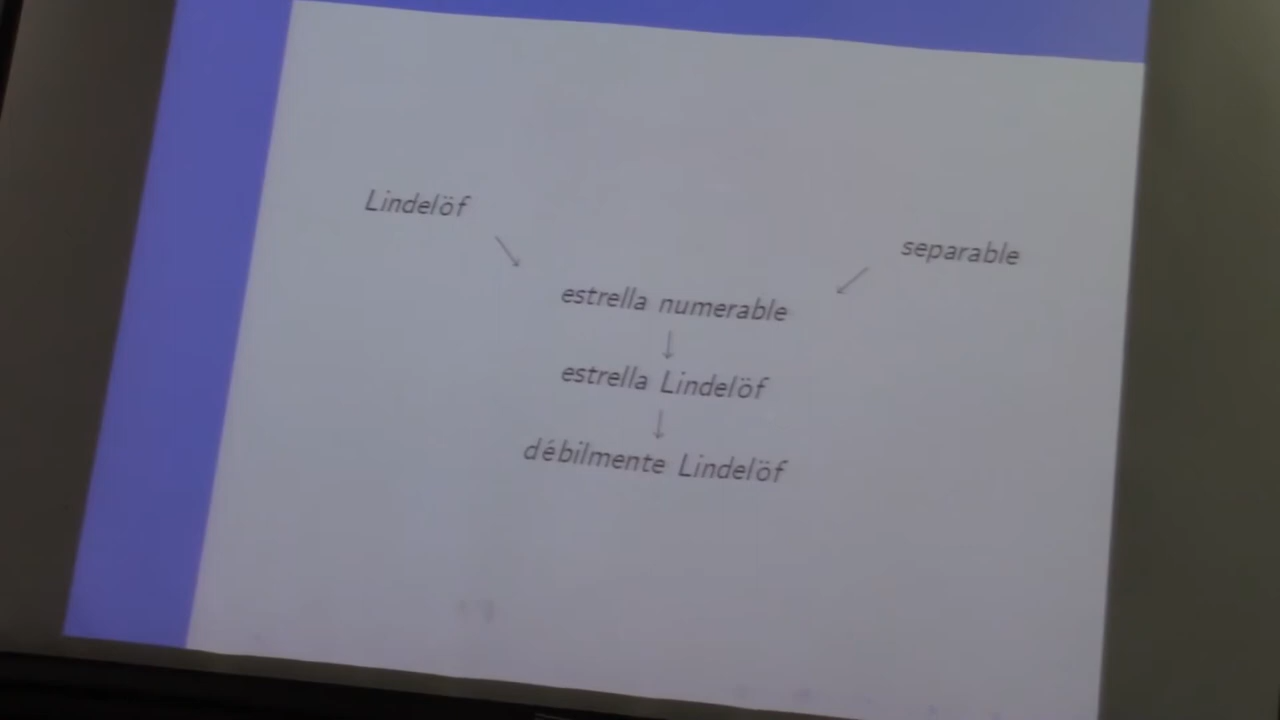 Lindelöf
separable
estrella numerable
estrella Lindelöf
débilmente Lindelöf